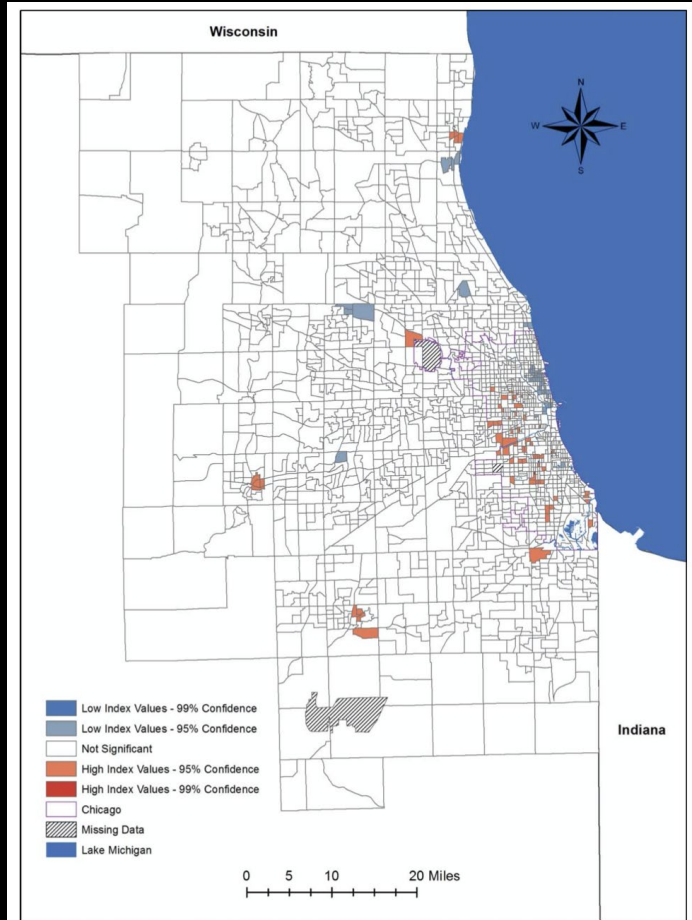 Wisconsin
N
W E
S
Low Index Values - 99% Confidence
Low Index Values - 95% Confidence
Not Significant
High Index Values - 95% Confidence
High Index Values - 99% Confidence
Chicago
Missing Data
Lake Michigan
Indiana
0 5 10 20 Miles